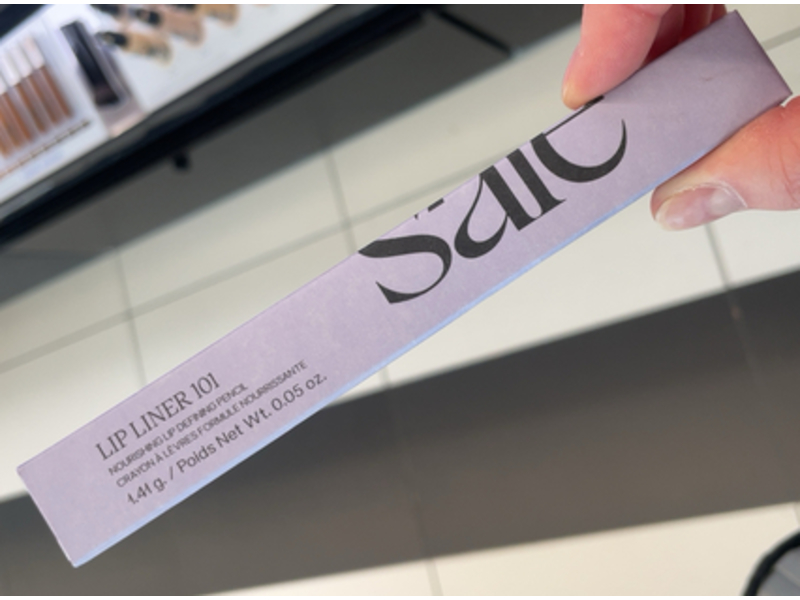 Saie
LIP LINER 101
NOURISHING LIP DEFINING PENCIL
CRAYON À LÈVRES FORMULE NOURRISSANTE
1.41 g. / Poids Net Wt. 0.05 oz.